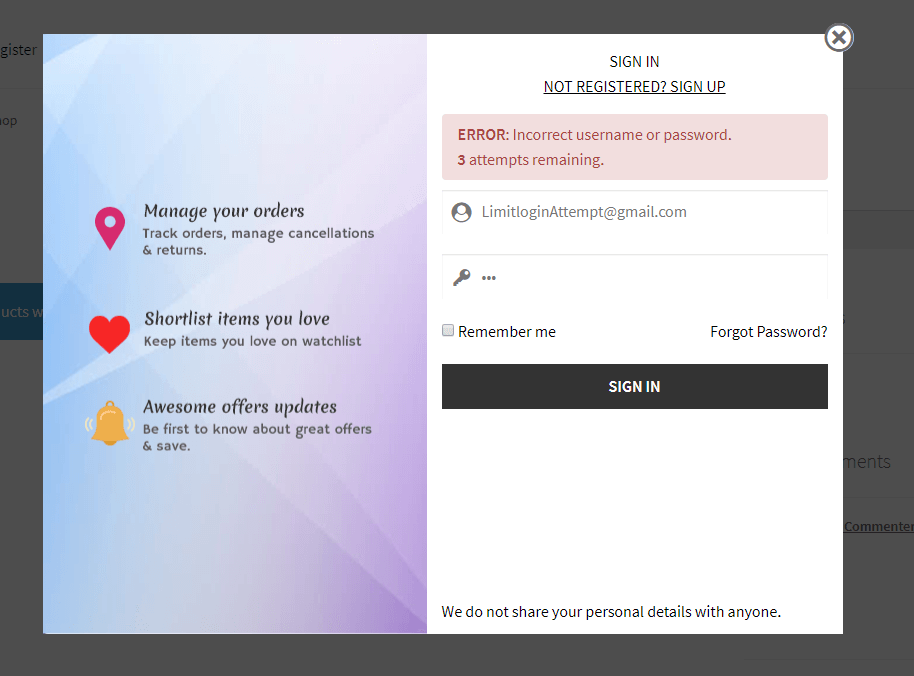 gister
SIGN IN
NOT REGISTERED? SIGN UP
ERROR: Incorrect username or password.
3 attempts remaining.
LimitloginAttempt@gmail.com
•••
Remember me
Forgot Password?
SIGN IN
We do not share your personal details with anyone.
Manage your orders
Track orders, manage cancellations
& returns.
Shortlist items you love
Keep items you love on watchlist
Awesome offers updates
Be first to know about great offers
& save.
ucts w
ments
Commenter